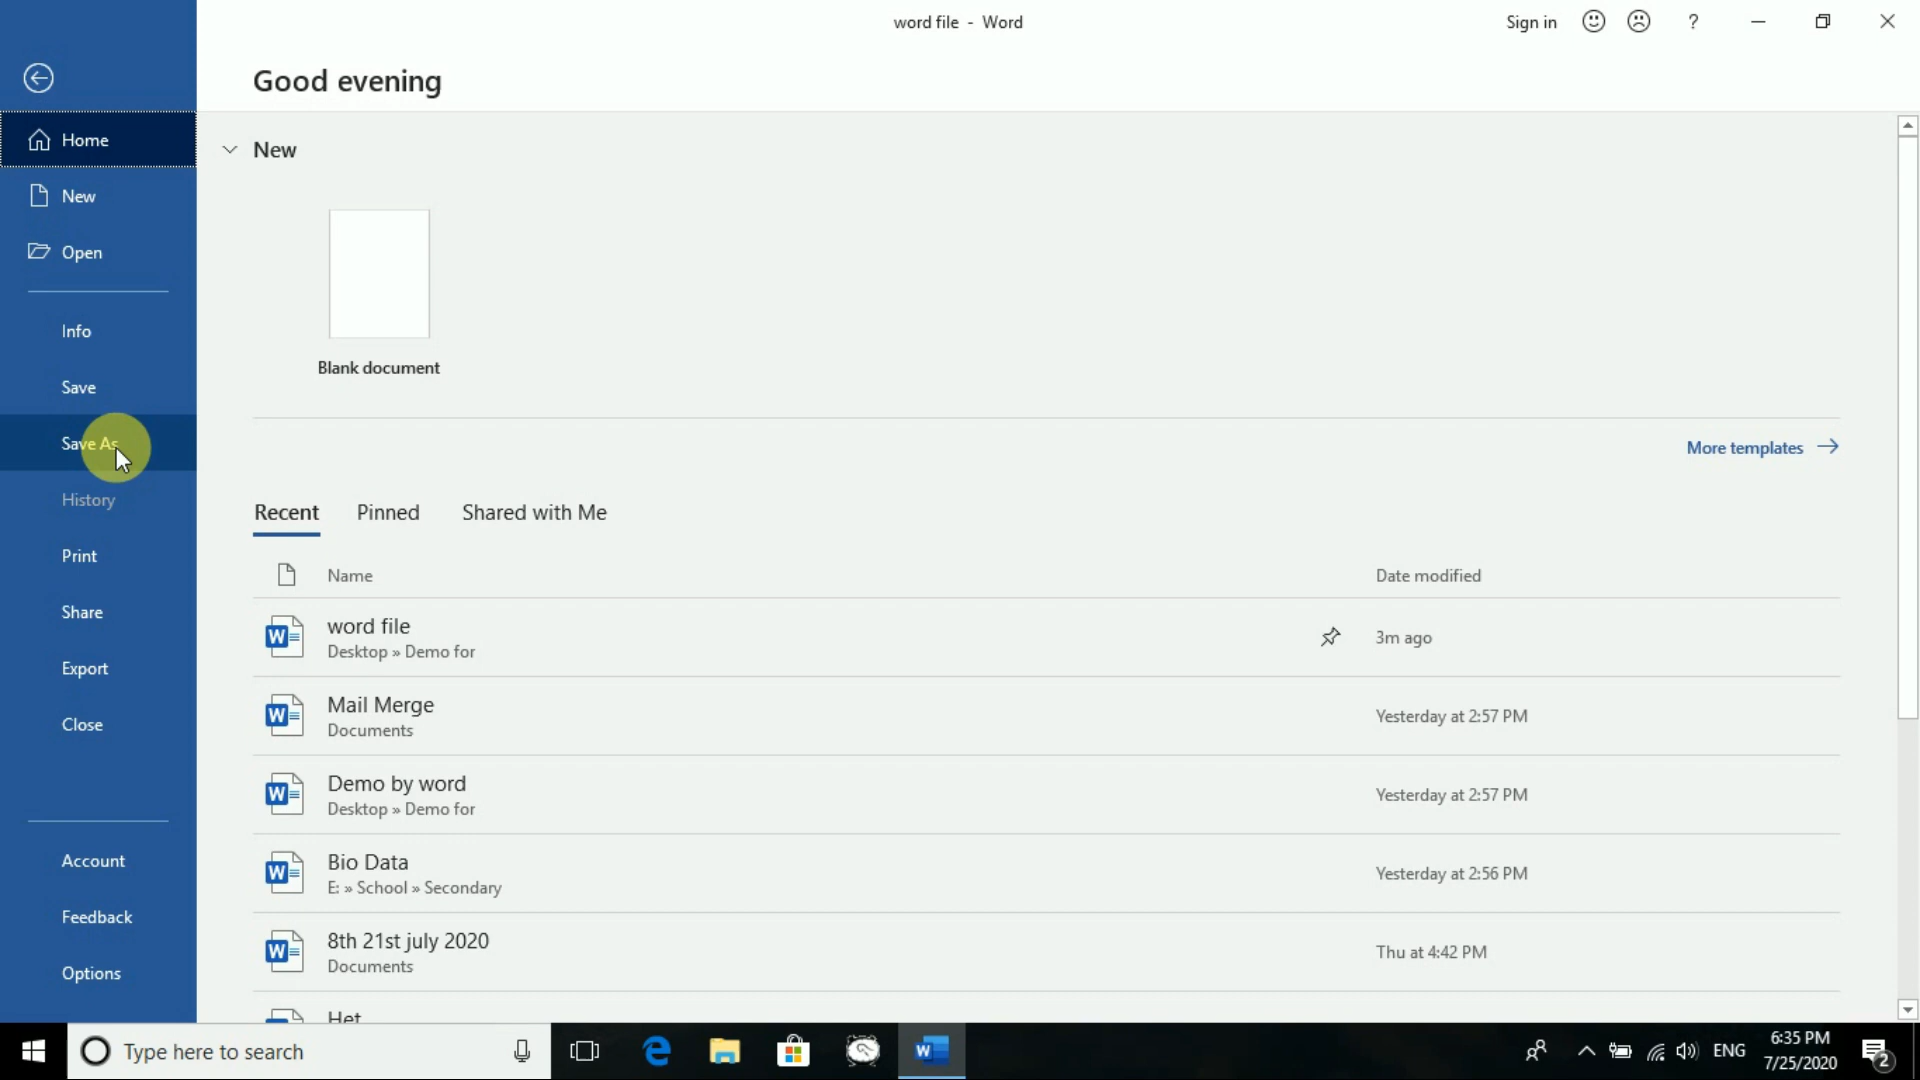 word file - Word
Sign in
?
Good evening
Home
New
Open
Info
Save
Save As
History
Print
Share
Export
Close
Account
Feedback
Options
New
Blank document
More templates
Recent Pinned Shared with Me
Name Date modified
word file
Desktop » Demo for
3m ago
Mail Merge
Documents
Yesterday at 2:57 PM
Demo by word
Desktop » Demo for
Yesterday at 2:57 PM
Bio Data
E: » School » Secondary
Yesterday at 2:56 PM
8th 21st july 2020
Documents
Thu at 4:42 PM
Het
Type here to search
ENG
6:35 PM
7/25/2020
2